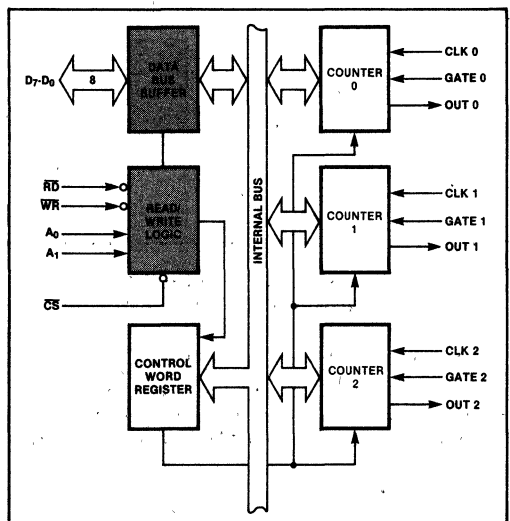 D7-D0
8
DATA
BUS
BUFFER
RD
WR
A0
A1
CS
READ/
WRITE
LOGIC
CONTROL
WORD
REGISTER
INTERNAL BUS
COUNTER
0
CLK 0
GATE 0
OUT 0
COUNTER
1
CLK 1
GATE 1
OUT 1
COUNTER
2
CLK 2
GATE 2
OUT 2